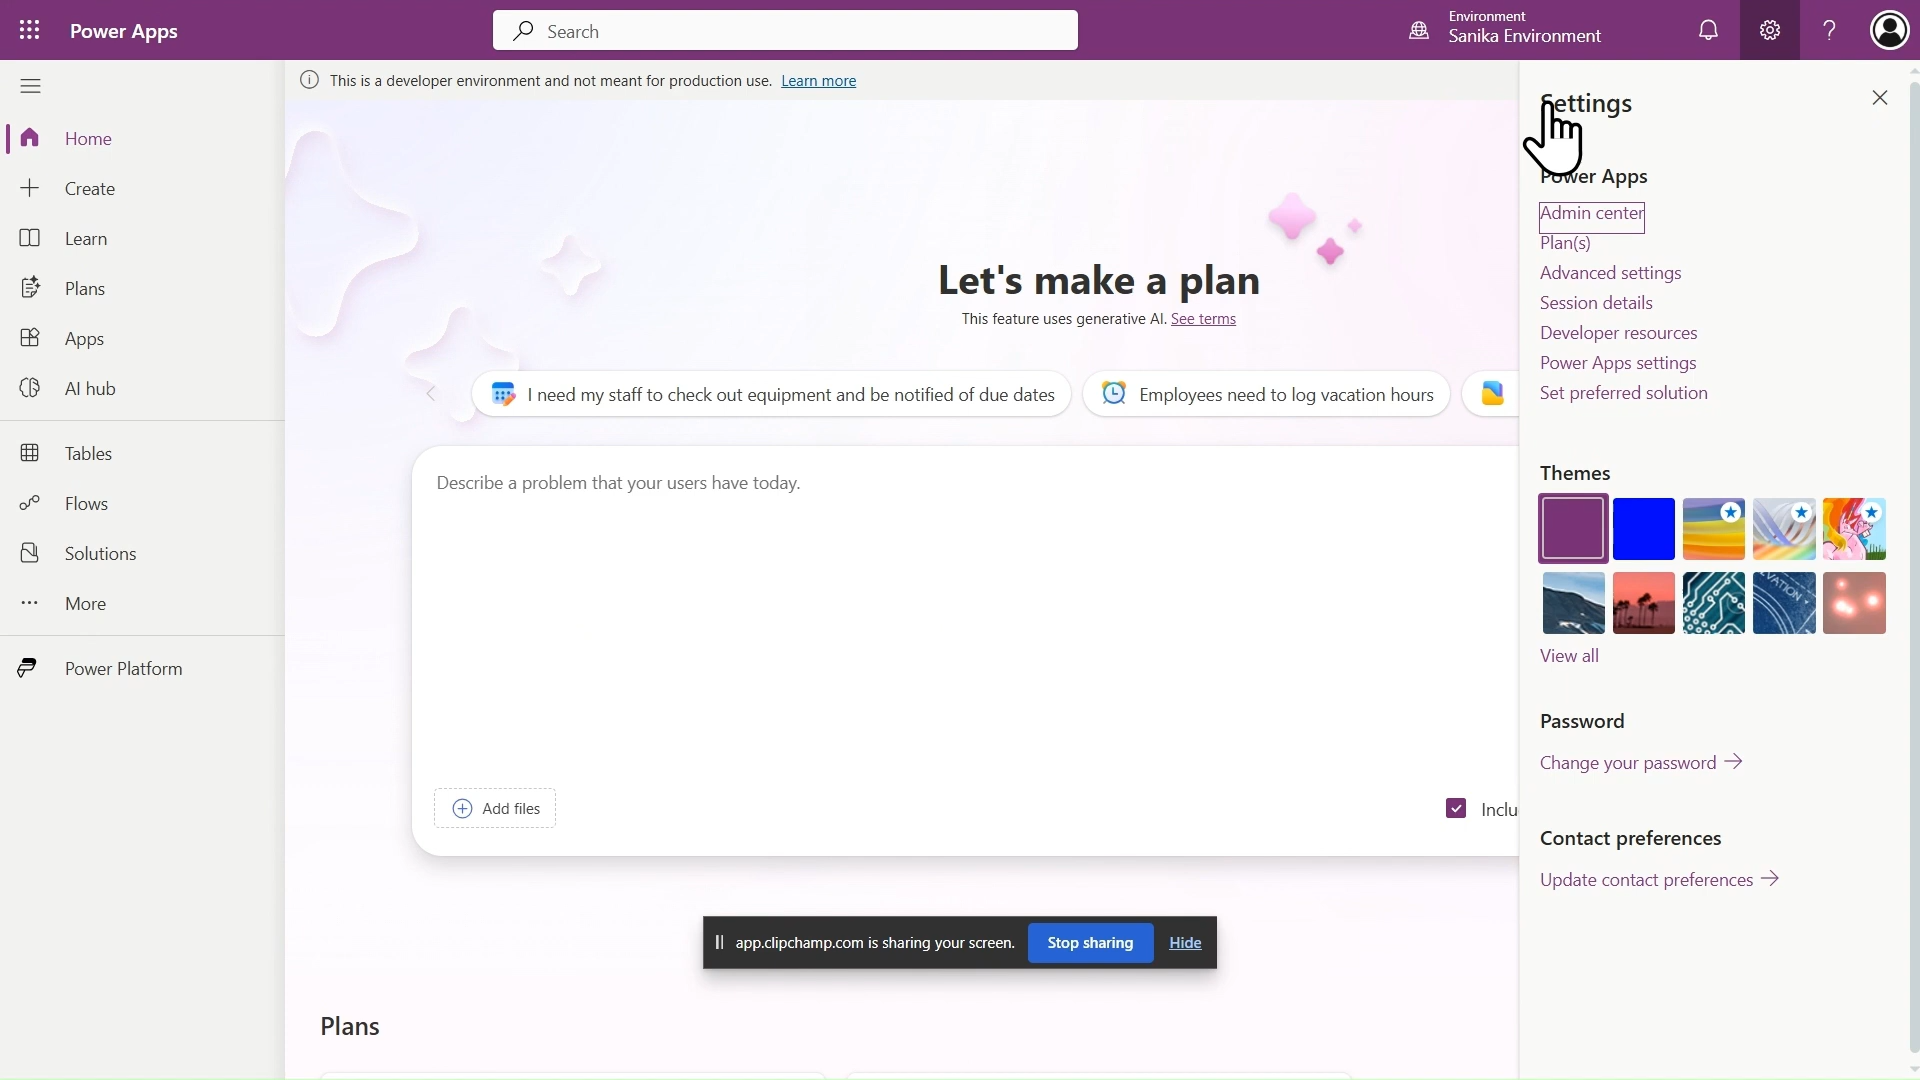 Power Apps
Search
Environment
Sanika Environment
This is a developer environment and not meant for production use. Learn more
Home
Create
Learn
Plans
Apps
AI hub
Tables
Flows
Solutions
More
Power Platform
Let's make a plan
This feature uses generative AI. See terms
I need my staff to check out equipment and be notified of due dates
Employees need to log vacation hours
Describe a problem that your users have today.
Add files
Inclu
app.clipchamp.com is sharing your screen.
Stop sharing
Hide
Plans
Settings
Power Apps
Admin center
Plan(s)
Advanced settings
Session details
Developer resources
Power Apps settings
Set preferred solution
Themes
VATION
View all
Password
Change your password
Contact preferences
Update contact preferences